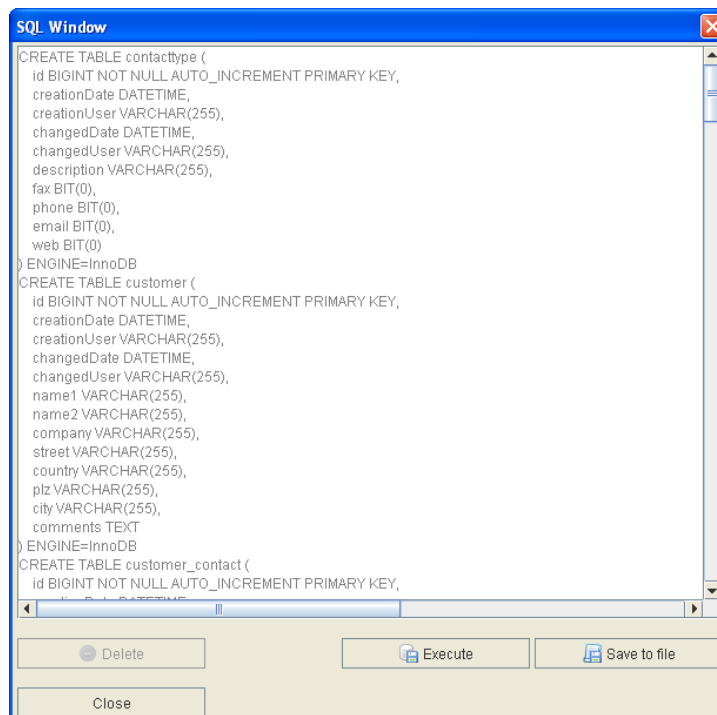 SQL Window
CREATE TABLE contacttype (
id BIGINT NOT NULL AUTO_INCREMENT PRIMARY KEY,
creationDate DATETIME,
creationUser VARCHAR(255),
changedDate DATETIME,
changedUser VARCHAR(255),
description VARCHAR(255),
fax BIT(0),
phone BIT(0),
email BIT(0),
web BIT(0)
) ENGINE=InnoDB
CREATE TABLE customer (
id BIGINT NOT NULL AUTO_INCREMENT PRIMARY KEY,
creationDate DATETIME,
creationUser VARCHAR(255),
changedDate DATETIME,
changedUser VARCHAR(255),
name1 VARCHAR(255),
name2 VARCHAR(255),
company VARCHAR(255),
street VARCHAR(255),
country VARCHAR(255),
plz VARCHAR(255),
city VARCHAR(255),
comments TEXT
) ENGINE=InnoDB
CREATE TABLE customer_contact (
id BIGINT NOT NULL AUTO_INCREMENT PRIMARY KEY,
Delete
Execute
Save to file
Close